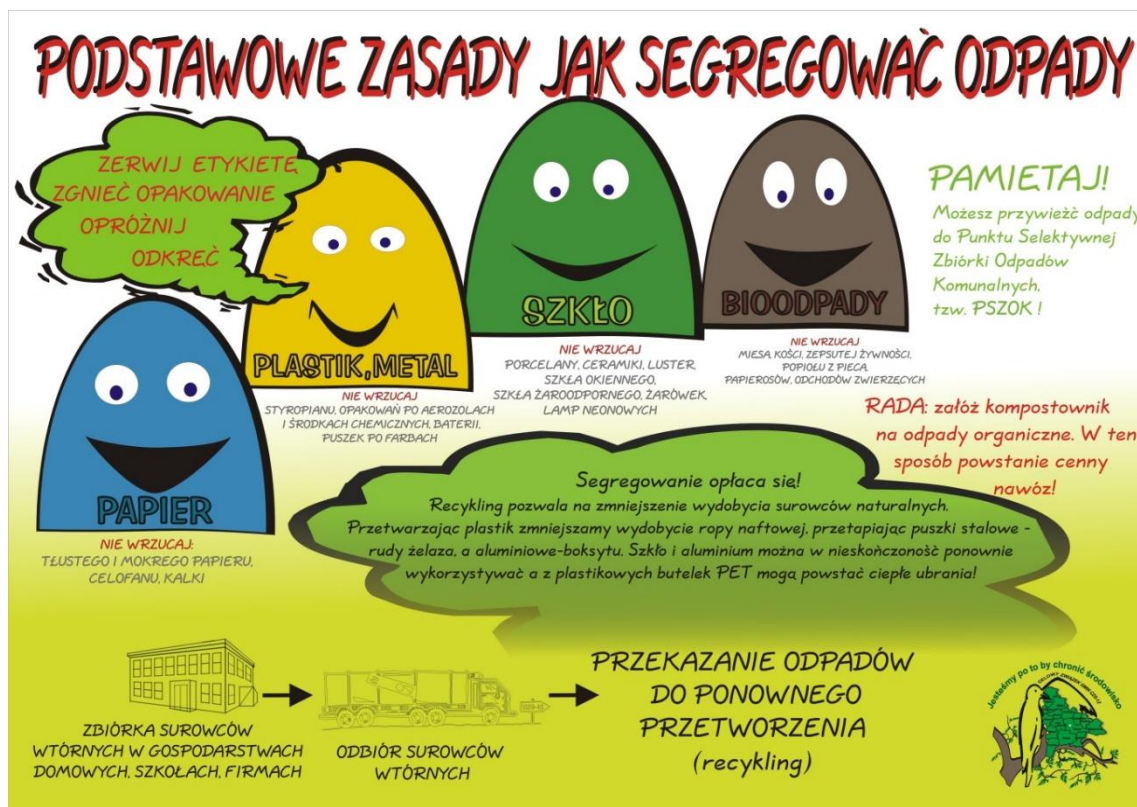 PODSTAWOWE ZASADY JAK SEGREGOWAĆ ODPADY
ZERWIJ ETYKIETĘ
ZGNIEĆ OPAKOWANIE
OPRÓŻNIJ
ODKRĘĆ
PAPIER
NIE WRZUCAJ:
TŁUSTEGO I MOKREGO PAPIERU,
CELOFANU, KALKI
PLASTIK, METAL
NIE WRZUCAJ
STYROPIANU, OPAKOWAŃ PO AEROZOLACH
I ŚRODKACH CHEMICZNYCH, BATERII,
PUSZEK PO FARBACH
SZKŁO
NIE WRZUCAJ
PORCELANY, CERAMIKI, LUSTER,
SZKŁA OKIENNEGO,
SZKŁA ŻAROODPORNEGO, ŻARÓWEK,
LAMP NEONOWYCH
BIOODPADY
NIE WRZUCAJ
MIĘSA, KOŚCI, ZEPSUTEJ ŻYWNOŚCI,
POPIOŁU Z PIECA,
PAPIEROSÓW, ODCHODÓW ZWIERZĘCYCH
PAMIĘTAJ!
Możesz przywieźć odpady
do Punktu Selektywnej
Zbiórki Odpadów
Komunalnych,
tzw. PSZOK !
RADA: załóż kompostownik
na odpady organiczne. W ten
sposób powstanie cenny
nawóz!
Segregowanie opłaca się!
Recykling pozwala na zmniejszenie wydobycia surowców naturalnych.
Przetwarzając plastik zmniejszamy wydobycie ropy naftowej, przetapiając puszki stalowe -
rudy żelaza, a aluminiowe-boksytu. Szkło i aluminium można w nieskończoność ponownie
wykorzystywać a z plastikowych butelek PET mogą powstać ciepłe ubrania!
ZBIÓRKA SUROWCÓW
WTÓRNYCH W GOSPODARSTWACH
DOMOWYCH, SZKOŁACH, FIRMACH
ODBIÓR SUROWCÓW
WTÓRNYCH
PRZEKAZANIE ODPADÓW
DO PONOWNEGO
PRZETWORZENIA
(recykling)
Jesteśmy po to by chronić środowisko
CELOWY ZWIĄZEK GMIN